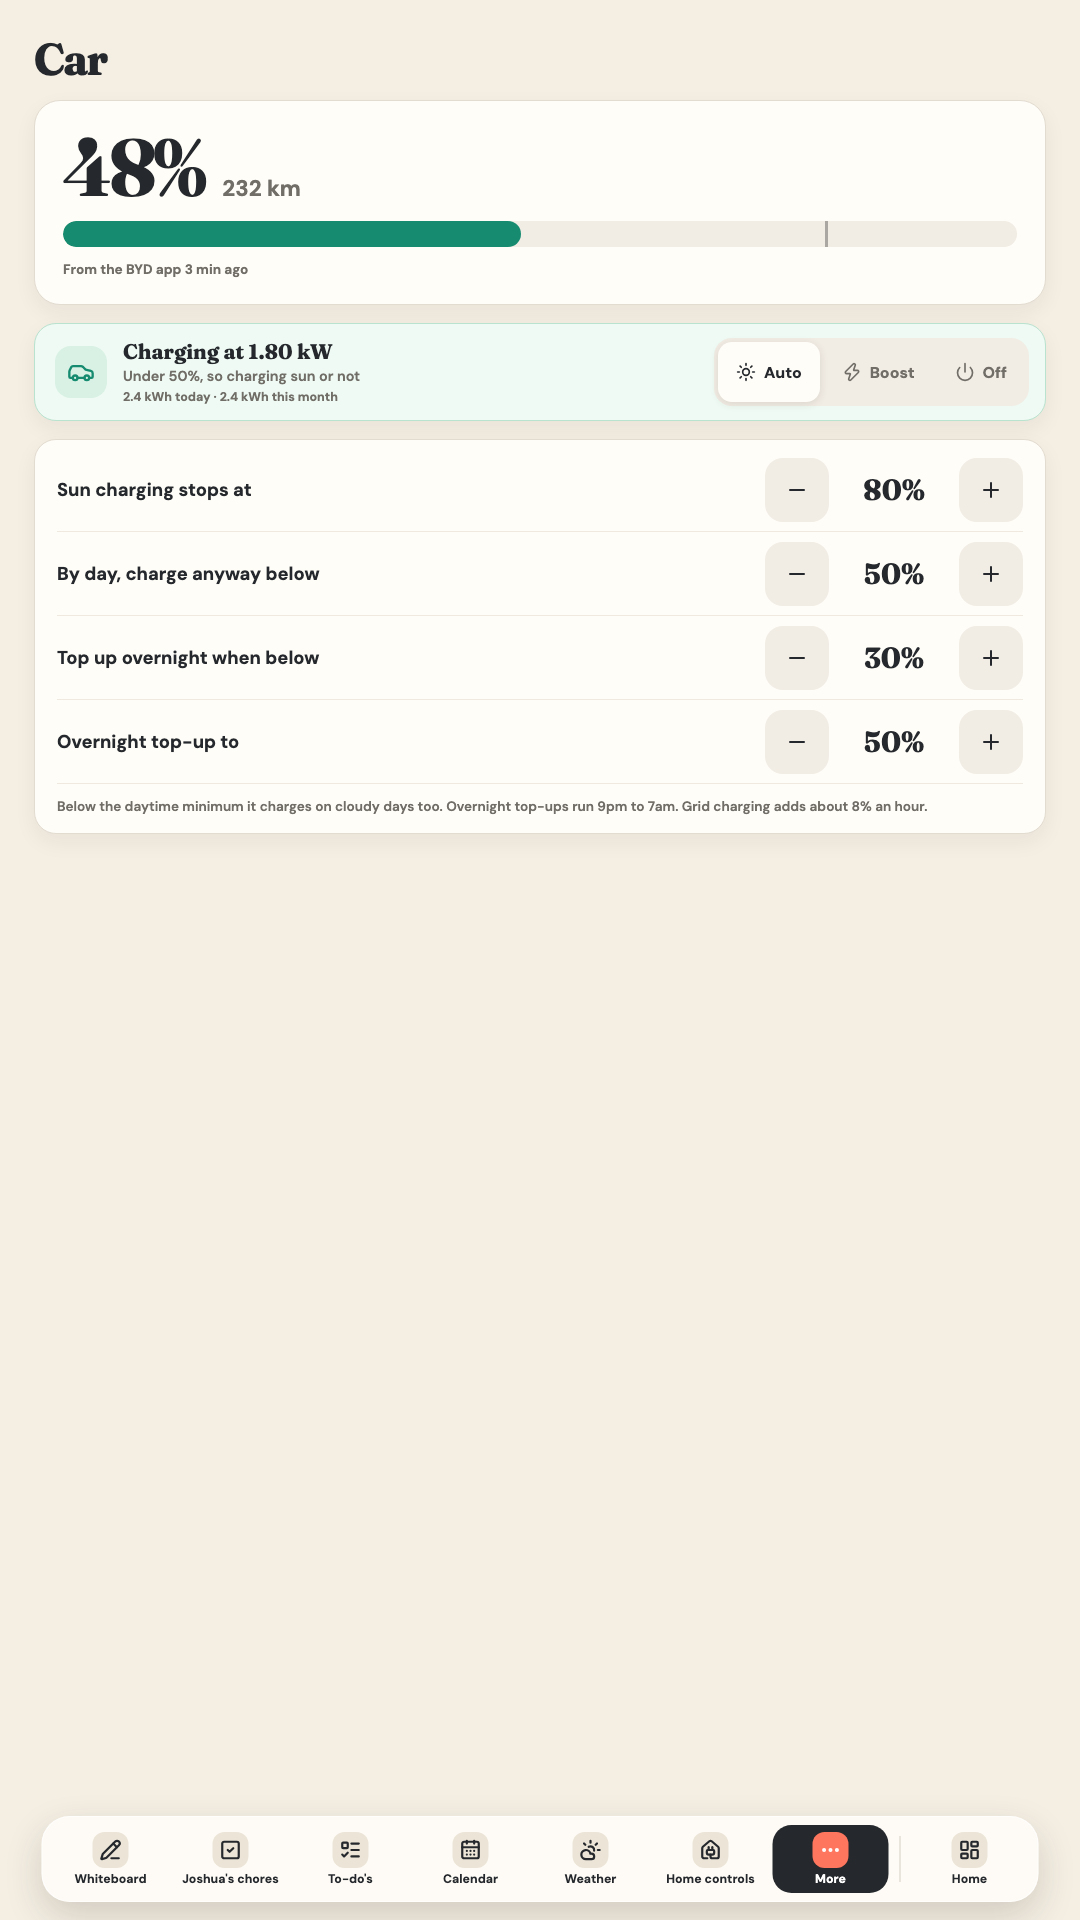 Car
48% 232 km
From the BYD app 3 min ago
Charging at 1.80 kW
Under 50%, so charging sun or not
2.4 kWh today · 2.4 kWh this month
Auto Boost Off
Sun charging stops at 80%
By day, charge anyway below 50%
Top up overnight when below 30%
Overnight top-up to 50%
Below the daytime minimum it charges on cloudy days too. Overnight top-ups run 9pm to 7am. Grid charging adds about 8% an hour.
Whiteboard Joshua's chores To-do's Calendar Weather Home controls More Home